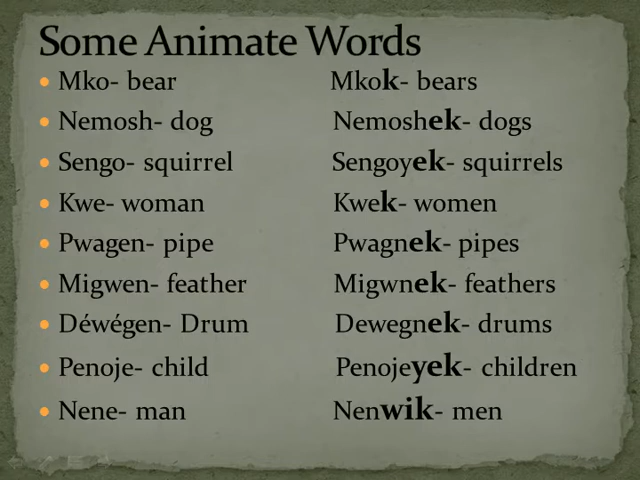 Some Animate Words
• Mko- bear Mkok- bears
• Nemosh- dog Nemoshek- dogs
• Sengo- squirrel Sengoyek- squirrels
• Kwe- woman Kwek- women
• Pwagen- pipe Pwagnek- pipes
• Migwen- feather Migwnek- feathers
• Déwégen- Drum Dewegnek- drums
• Penoje- child Penojeyek- children
• Nene- man Nenwik- men